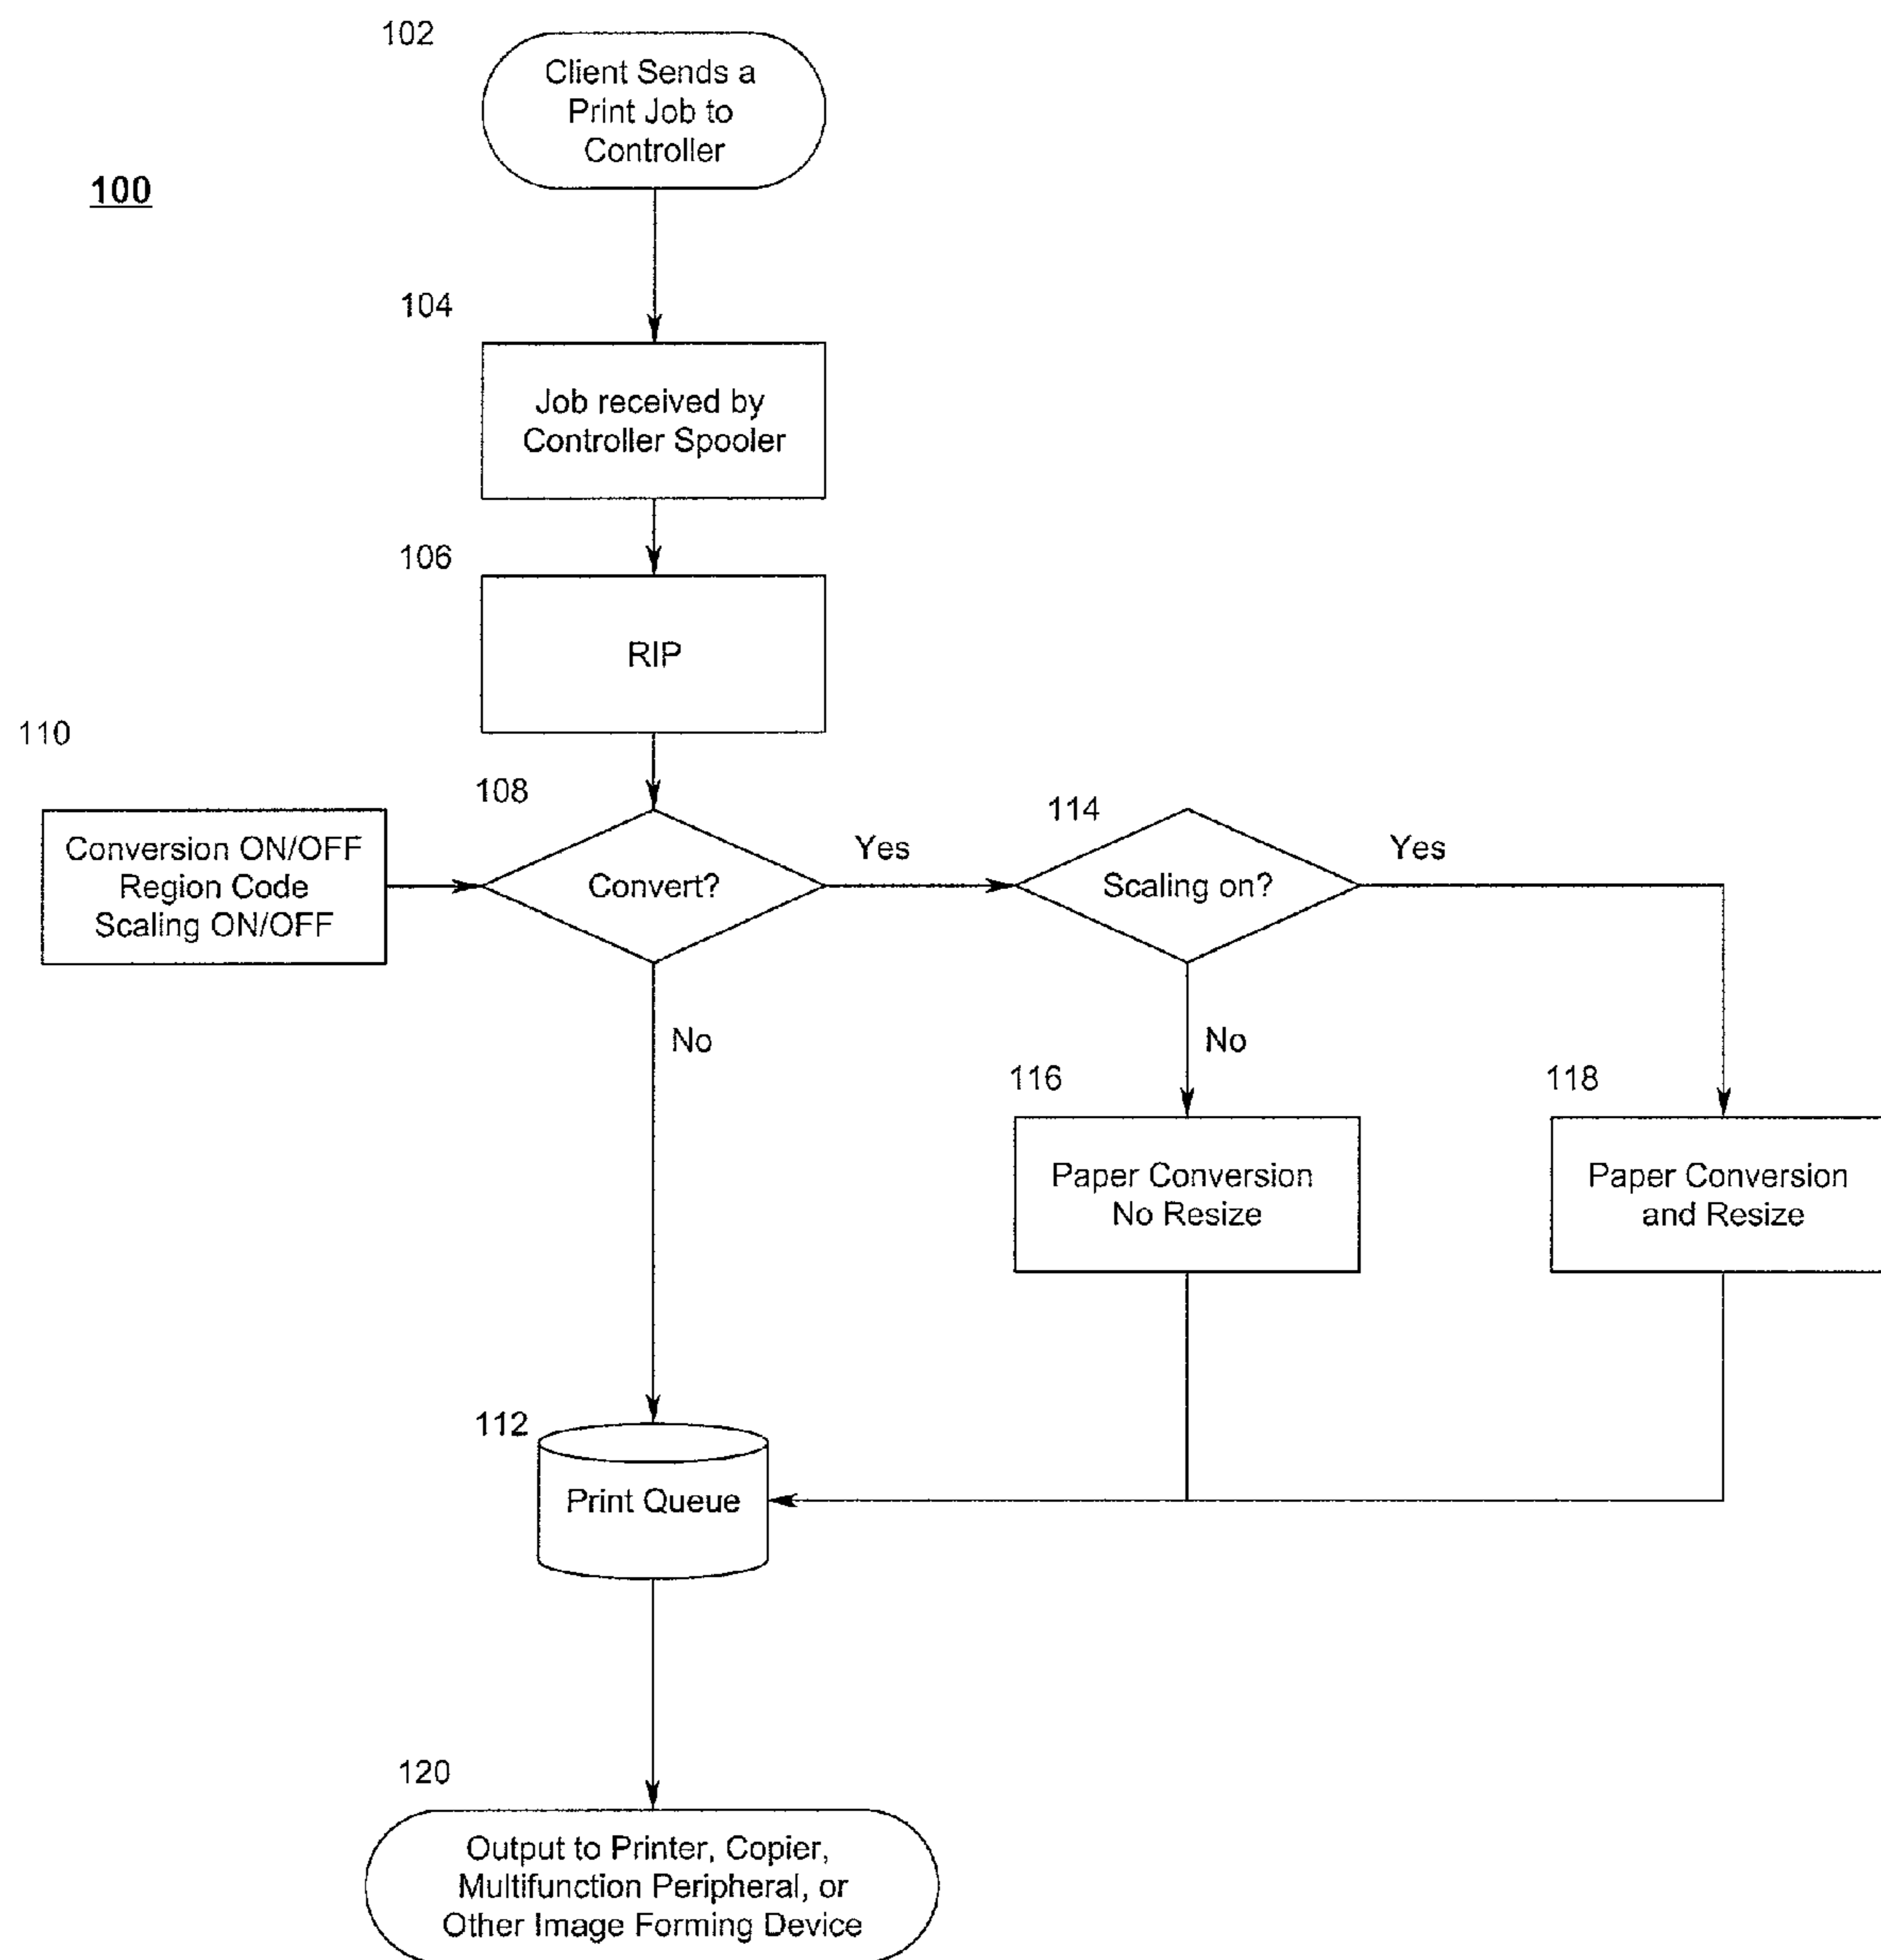 102
Client Sends a
Print Job to
Controller
100
104
Job received by
Controller Spooler
106
RIP
110
Conversion ON/OFF
Region Code
Scaling ON/OFF
108
Convert?
Yes
114
Scaling on?
Yes
No
No
116
Paper Conversion
No Resize
118
Paper Conversion
and Resize
112
Print Queue
120
Output to Printer, Copier,
Multifunction Peripheral, or
Other Image Forming Device